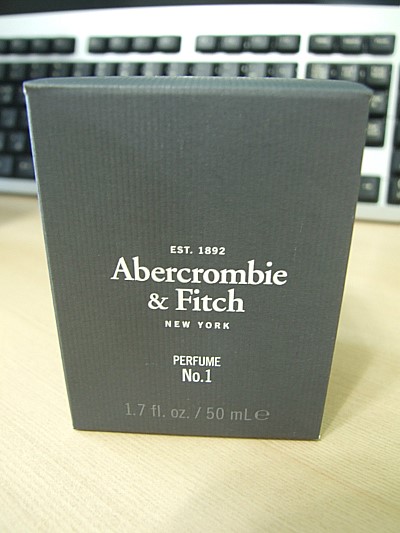 EST. 1892
Abercrombie
& Fitch
NEW YORK
PERFUME
No.1
1.7 fl. oz. / 50 mL℮